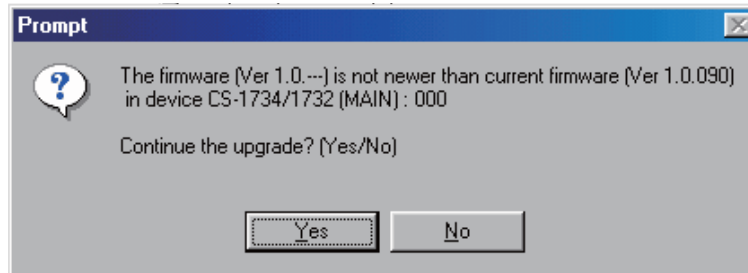 Prompt
The firmware (Ver 1.0.---) is not newer than current firmware (Ver 1.0.090)
in device CS-1734/1732 (MAIN) : 000
Continue the upgrade? (Yes/No)
Yes
No